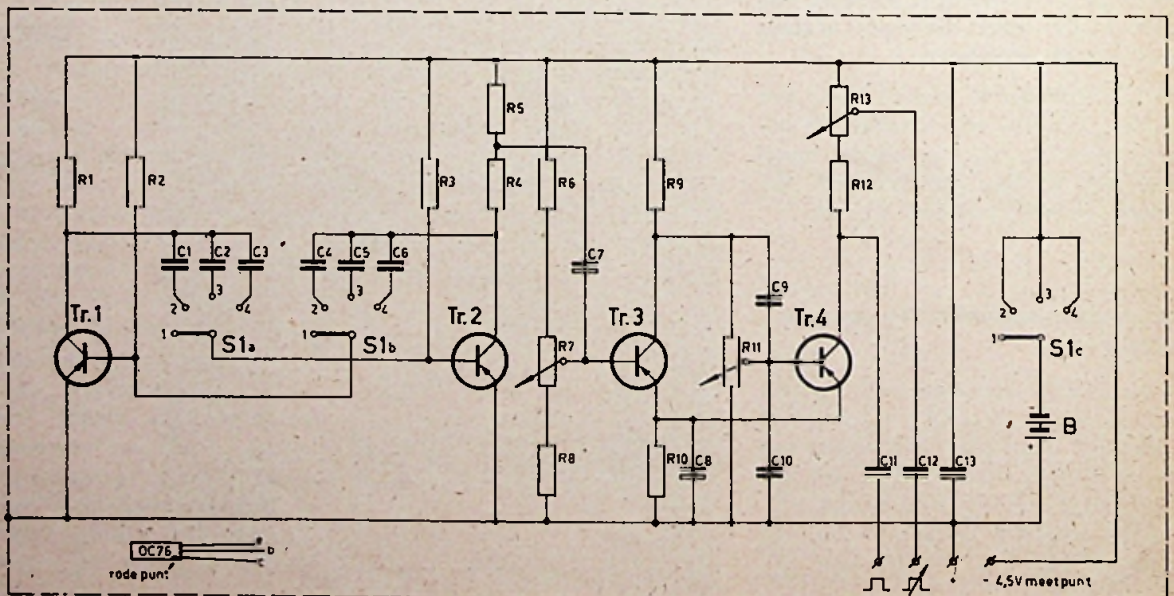 R5
R13
R1
R2
R3
R4
R6
R9
R12
C1
C2
C3
C4
C5
C6
C7
C9
2
3
4
2
3
4
2
3
4
Tr.1
Tr.2
Tr.3
Tr.4
1
S1a
1
S1b
R7
R11
1
S1c
B
+
R8
R10
C8
C10
C11
C12
C13
OC76
b
rode punt
+
- 4,5V meetpunt